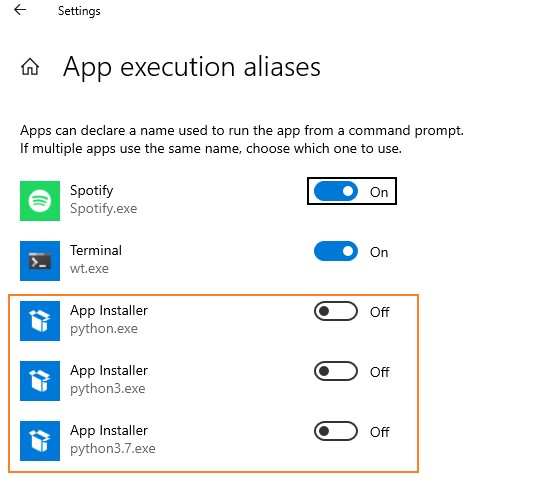 Settings
App execution aliases
Apps can declare a name used to run the app from a command prompt.
If multiple apps use the same name, choose which one to use.
Spotify
Spotify.exe
On
Terminal
wt.exe
On
App Installer
python.exe
Off
App Installer
python3.exe
Off
App Installer
python3.7.exe
Off